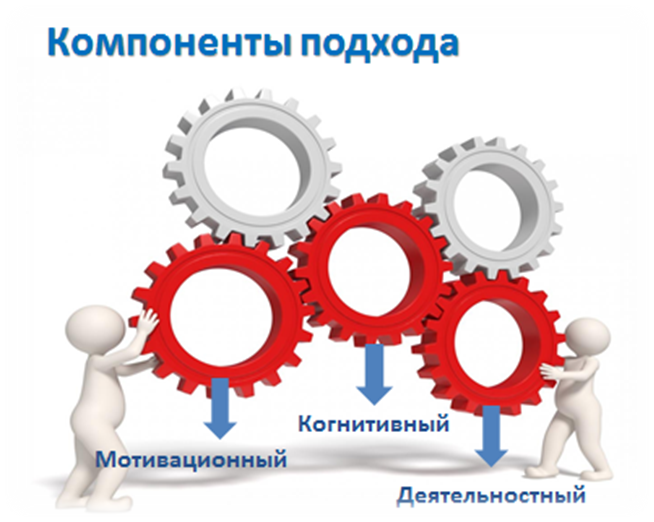 Компоненты подхода
Когнитивный
Мотивационный
Деятельностный